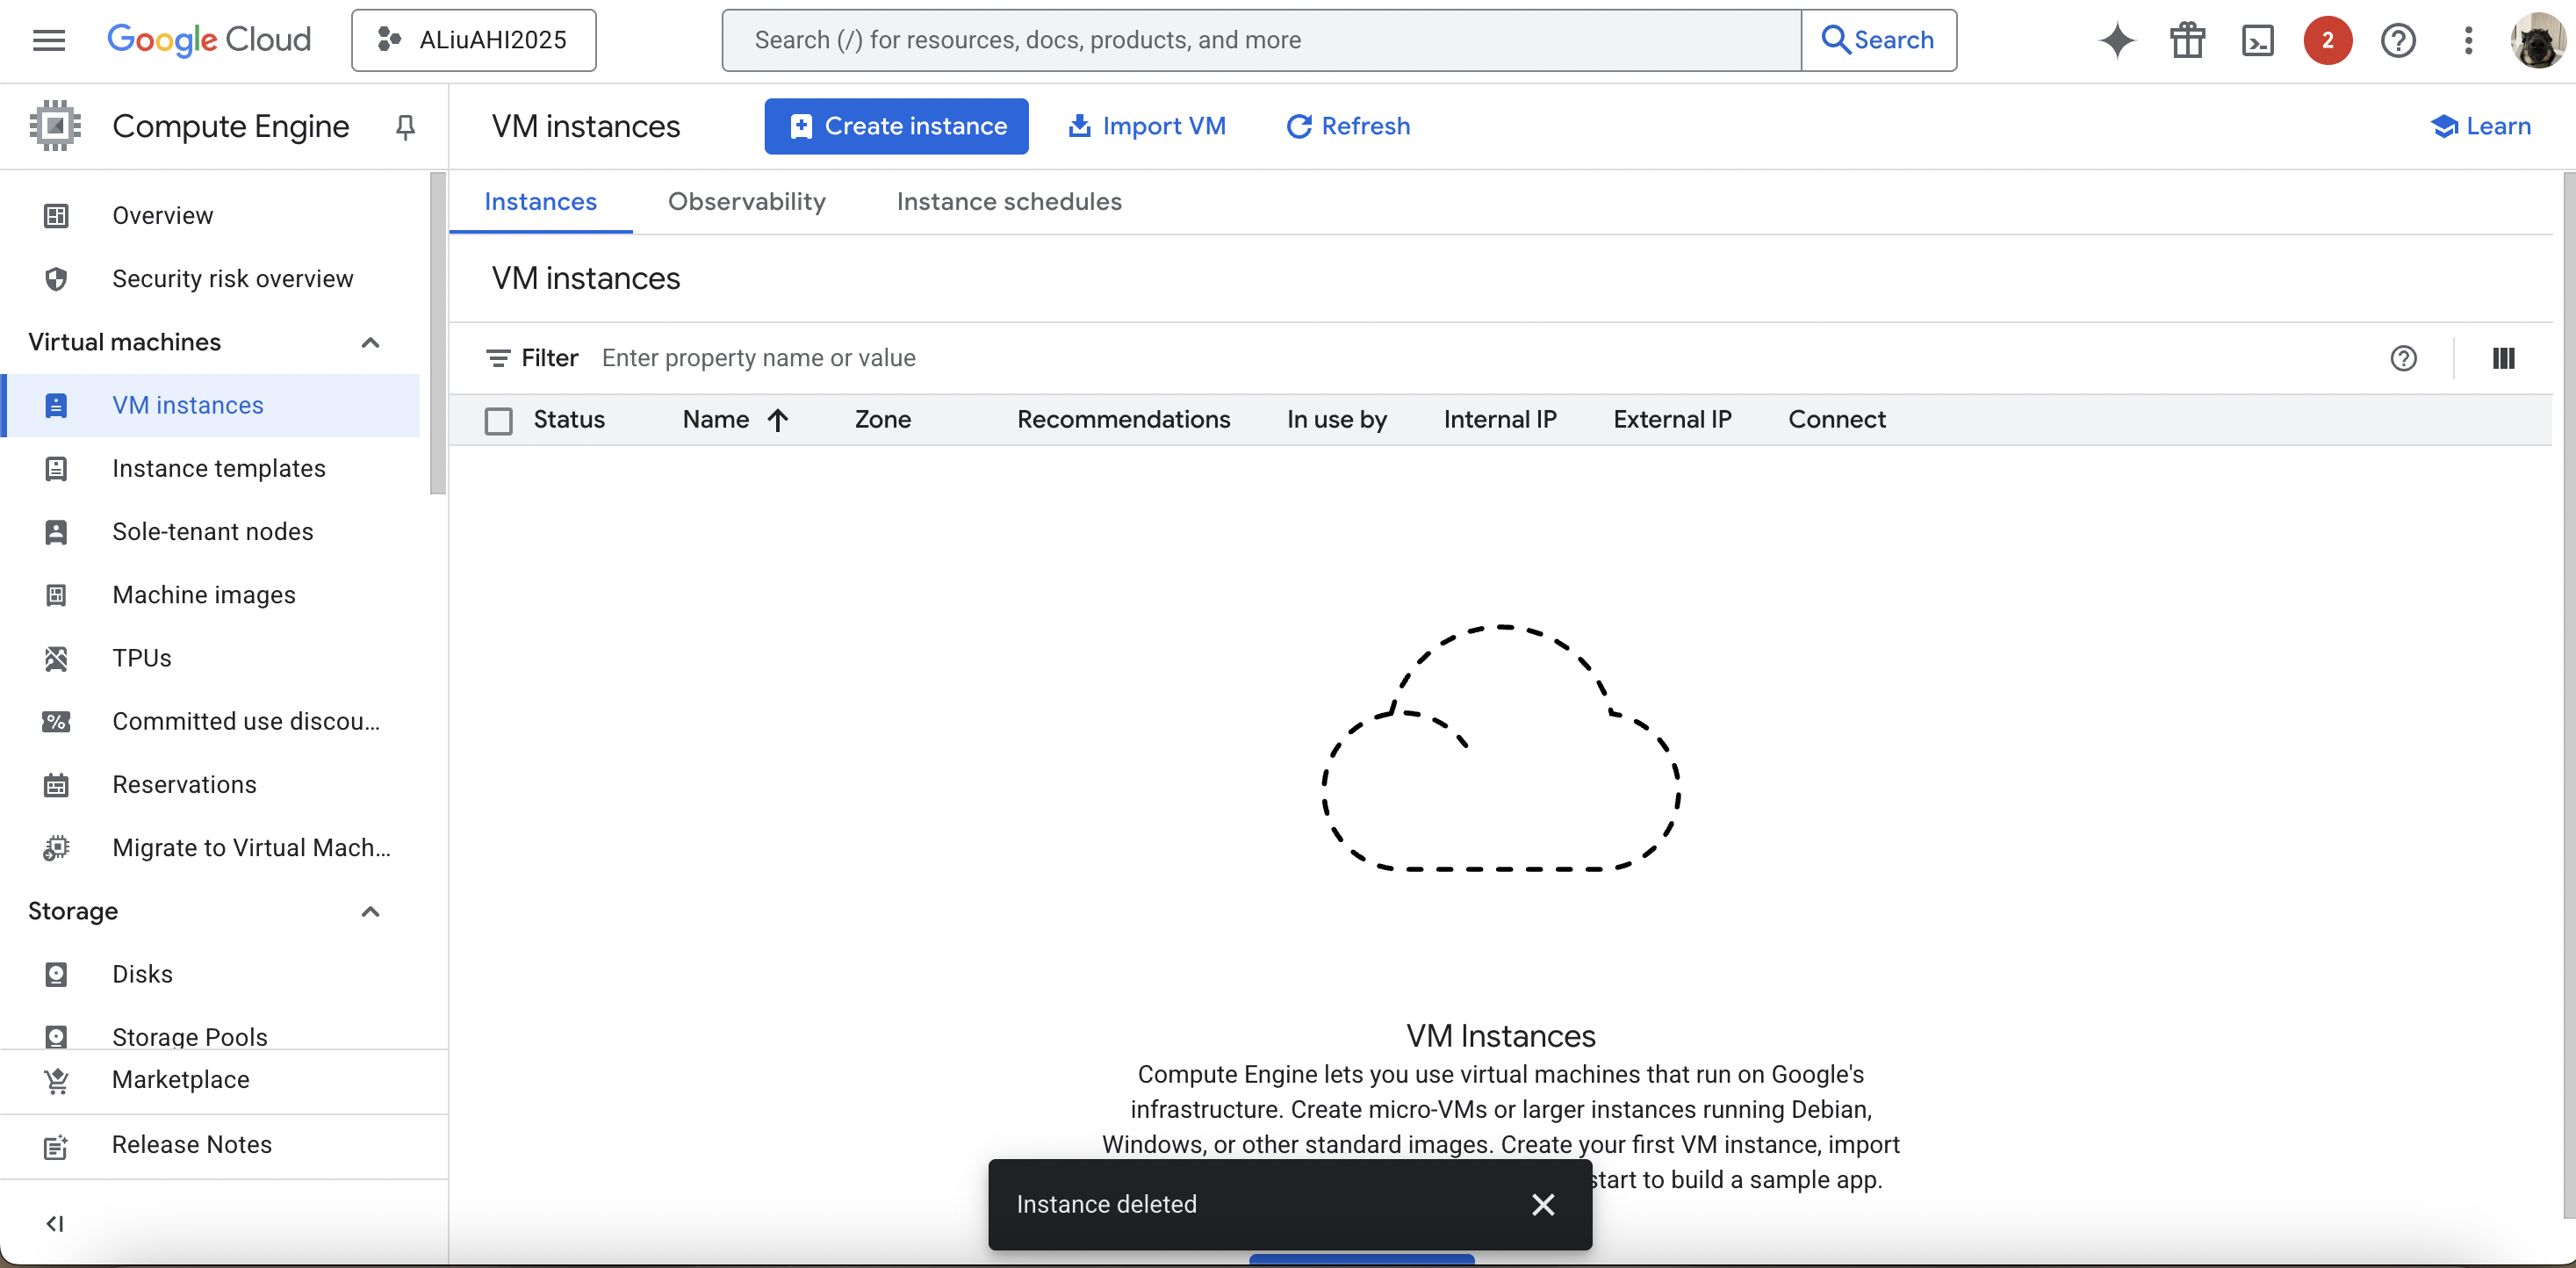 Google Cloud
ALiuAHI2025
Search (/) for resources, docs, products, and more
Search
2
Compute Engine
VM instances
Create instance
Import VM
Refresh
Learn
Overview
Security risk overview
Virtual machines
VM instances
Instance templates
Sole-tenant nodes
Machine images
TPUs
Committed use discou...
Reservations
Migrate to Virtual Mach...
Storage
Disks
Storage Pools
Marketplace
Release Notes
Instances
Observability
Instance schedules
VM instances
Filter
Enter property name or value
Status
Name
Zone
Recommendations
In use by
Internal IP
External IP
Connect
VM Instances
Compute Engine lets you use virtual machines that run on Google's
infrastructure. Create micro-VMs or larger instances running Debian,
Windows, or other standard images. Create your first VM instance, import
start to build a sample app.
Instance deleted